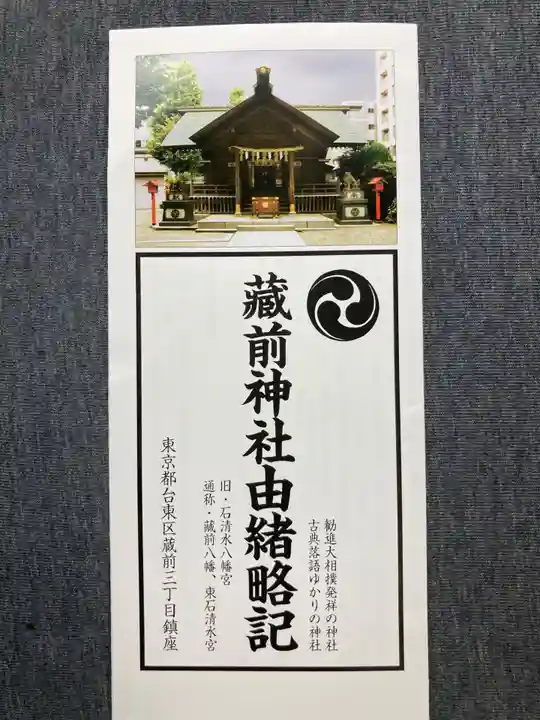 勧進大相撲発祥の神社
古典落語ゆかりの神社
藏前神社由緒略記
旧・石清水八幡宮
通称・藏前八幡、東石清水宮
東京都台東区蔵前三丁目鎮座